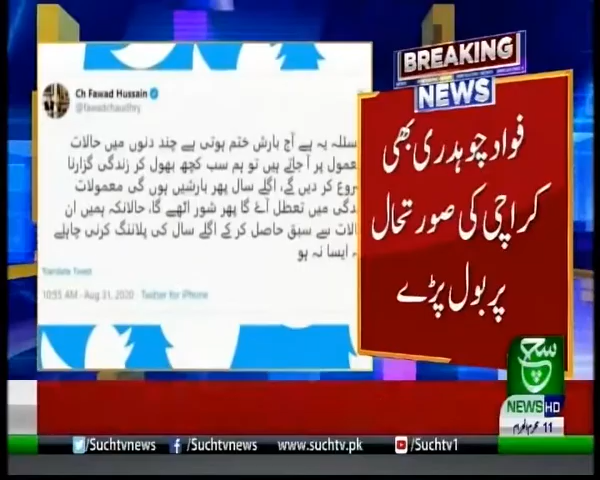 BREAKING
NEWS
Ch Fawad Hussain
@fawadchaudhry
سئلہ یہ ہے آج بارش ختم ہوتی ہے چند دنوں میں حالات
معمول پر آ جاتے ہیں تو ہم سب کچھ بھول کر زندگی گزارنا
شروع کر دیں گے، اگلے سال پھر بارشیں ہوں گی معمولات
زندگی میں تعطل آۓ گا پھر شور اٹھے گا، حالانکہ ہمیں ان
حالات سے سبق حاصل کر کے اگلے سال کی پلاننگ کرنی چاہئے
ایسا نہ ہو
Translate Tweet
10:55 AM - Aug 31, 2020 Twitter for iPhone
فواد چوہدری بھی
کراچی کی صورتحال
پر بول پڑے
سچ
NEWS HD
11 محرم الحرام
/Suchtvnews /Suchtvnews www.suchtv.pk /Suchtv1